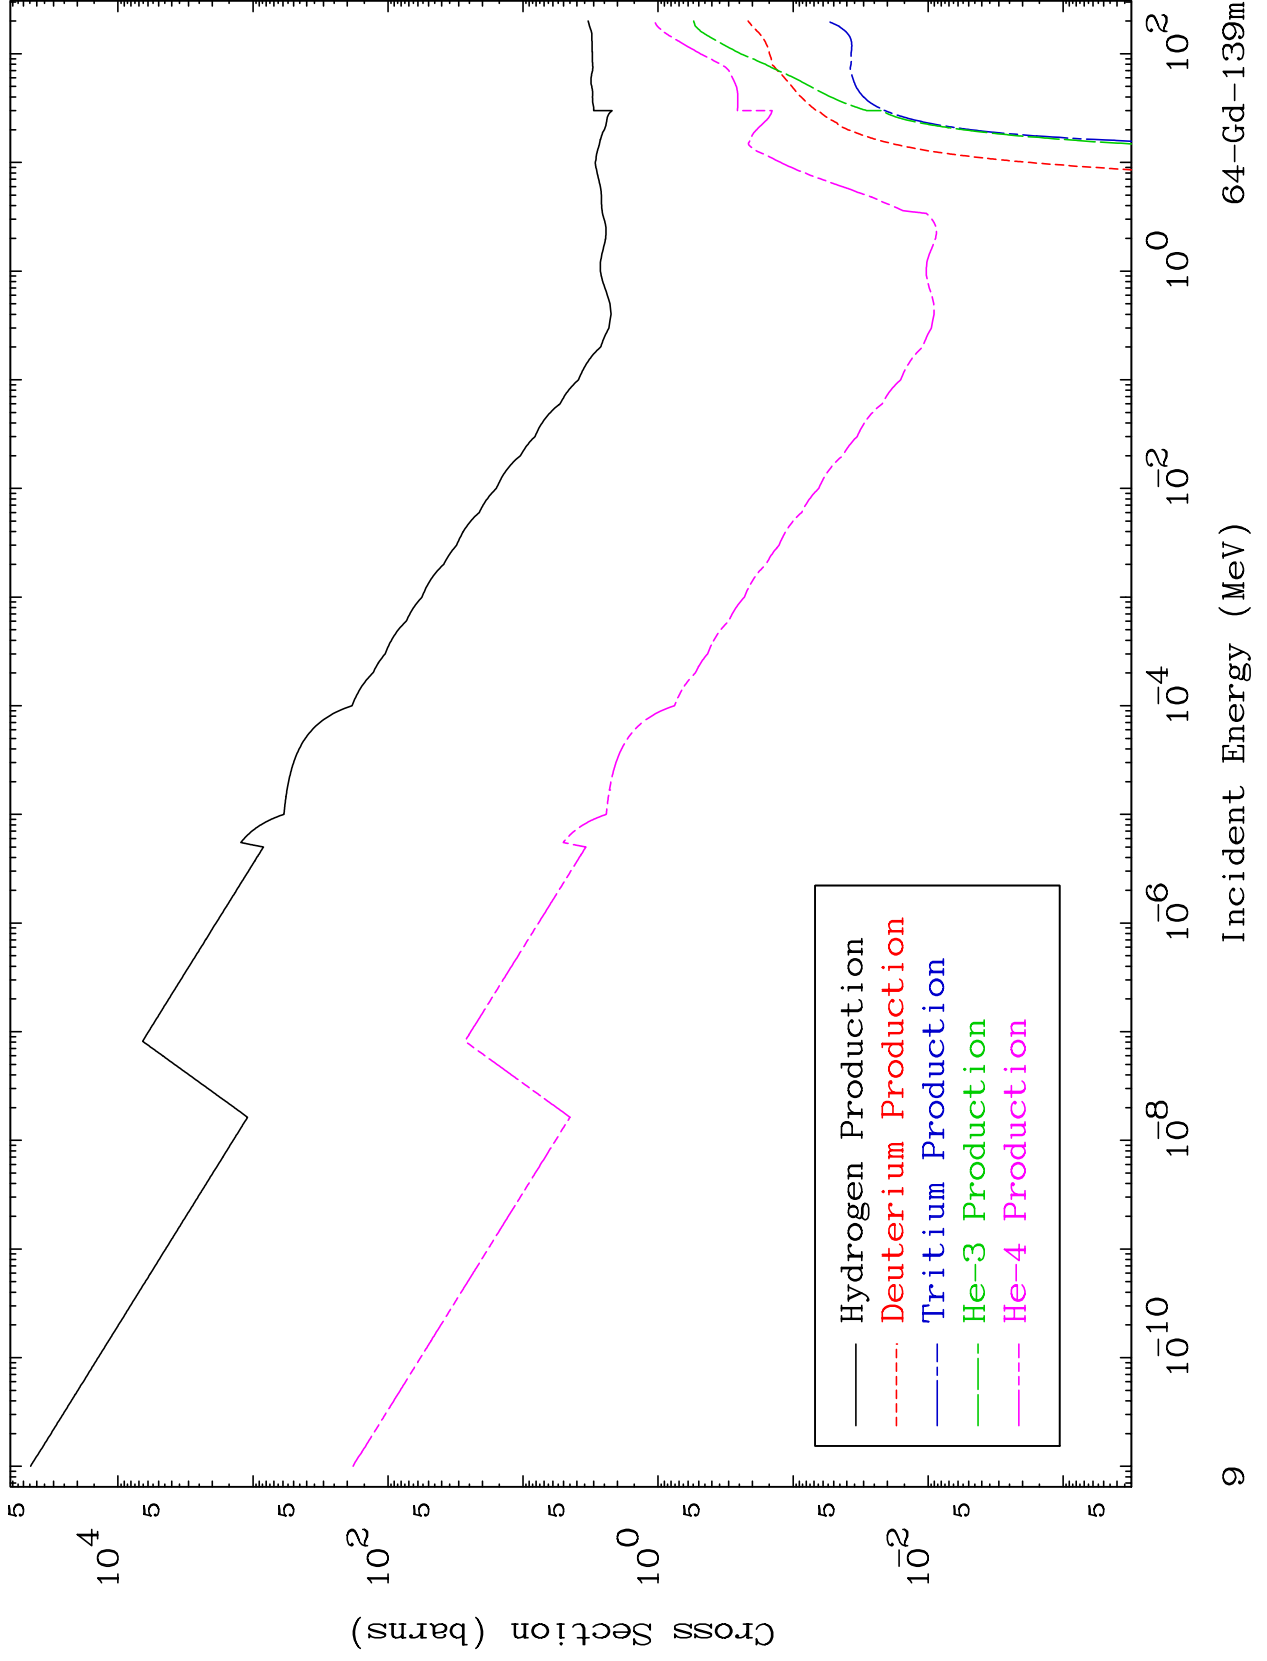 5
10^4
5
5
10^2
5
5
10^0
5
5
10^-2
5
5
Cross Section (barns)
Hydrogen Production
Deuterium Production
Tritium Production
He-3 Production
He-4 Production
10^-10
10^-8
10^-6
10^-4
10^-2
10^0
10^2
9
Incident Energy (MeV)
64-Gd-139m